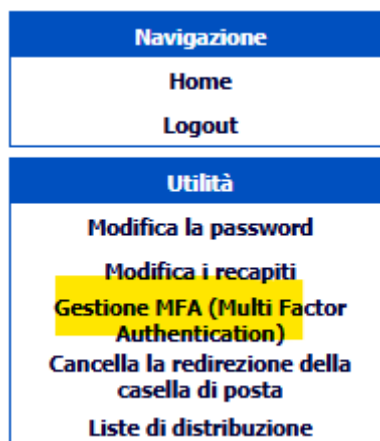 Navigazione
Home
Logout
Utilità
Modifica la password
Modifica i recapiti
Gestione MFA (Multi Factor
Authentication)
Cancella la redirezione della
casella di posta
Liste di distribuzione